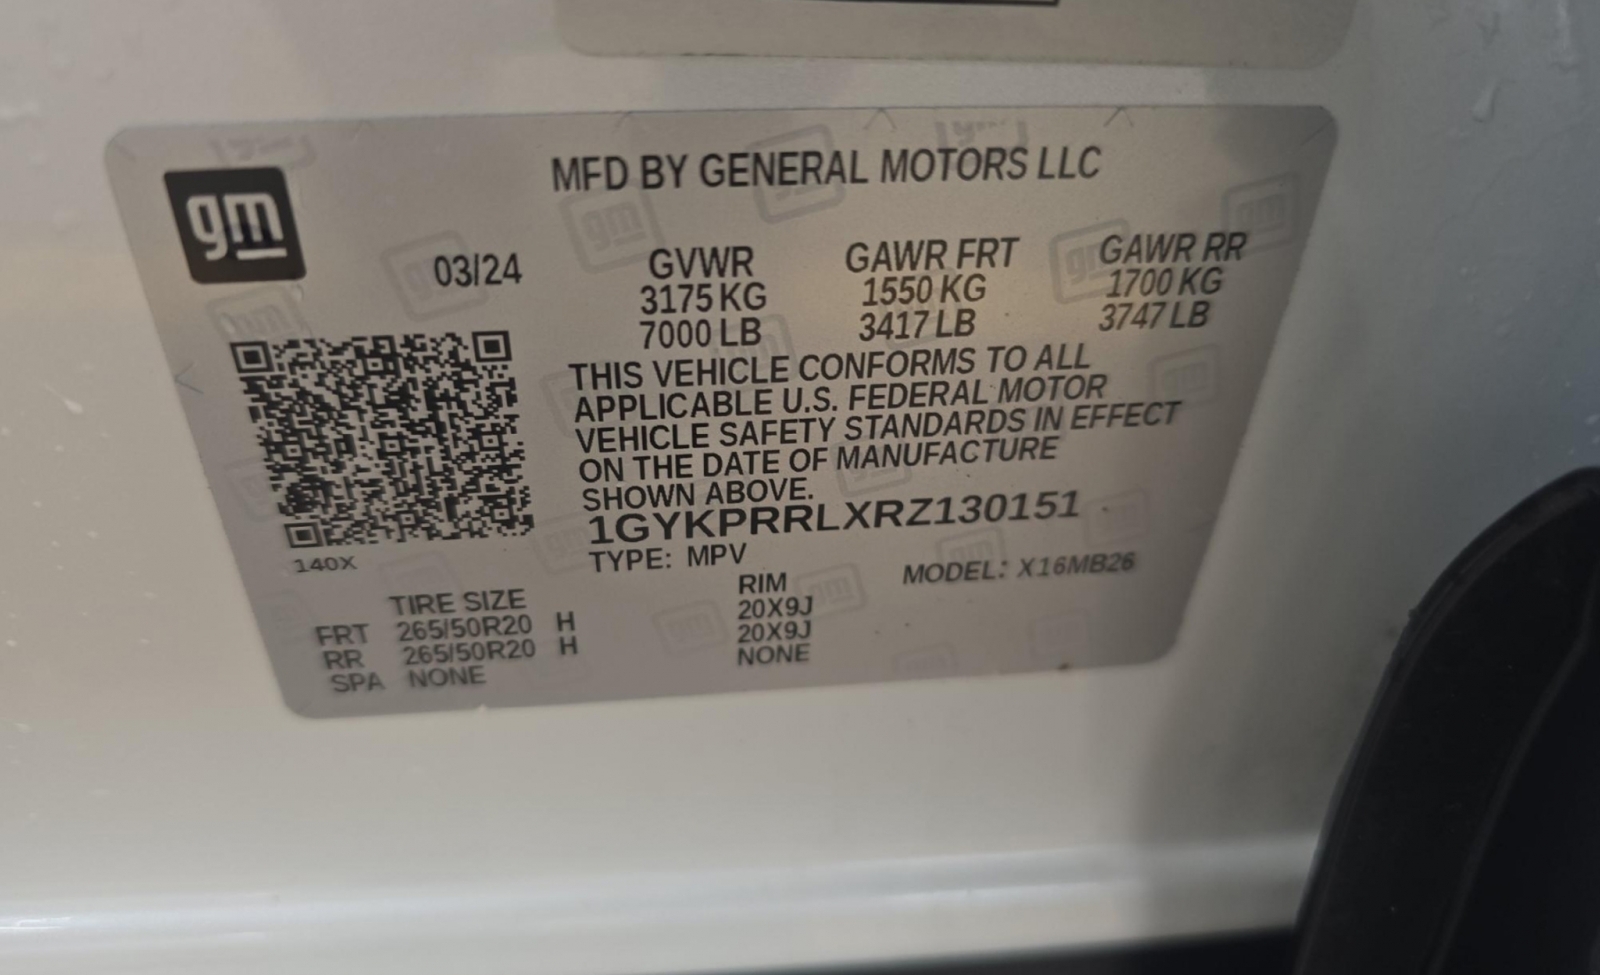 gm
MFD BY GENERAL MOTORS LLC
03/24
GVWR GAWR FRT GAWR RR
3175 KG 1550 KG 1700 KG
7000 LB 3417 LB 3747 LB
THIS VEHICLE CONFORMS TO ALL
APPLICABLE U.S. FEDERAL MOTOR
VEHICLE SAFETY STANDARDS IN EFFECT
ON THE DATE OF MANUFACTURE
SHOWN ABOVE.
1GYKPRRLXRZ130151
140X
TYPE: MPV MODEL: X16MB26
TIRE SIZE RIM
FRT 265/50R20 H 20X9J
RR 265/50R20 H 20X9J
SPA NONE NONE